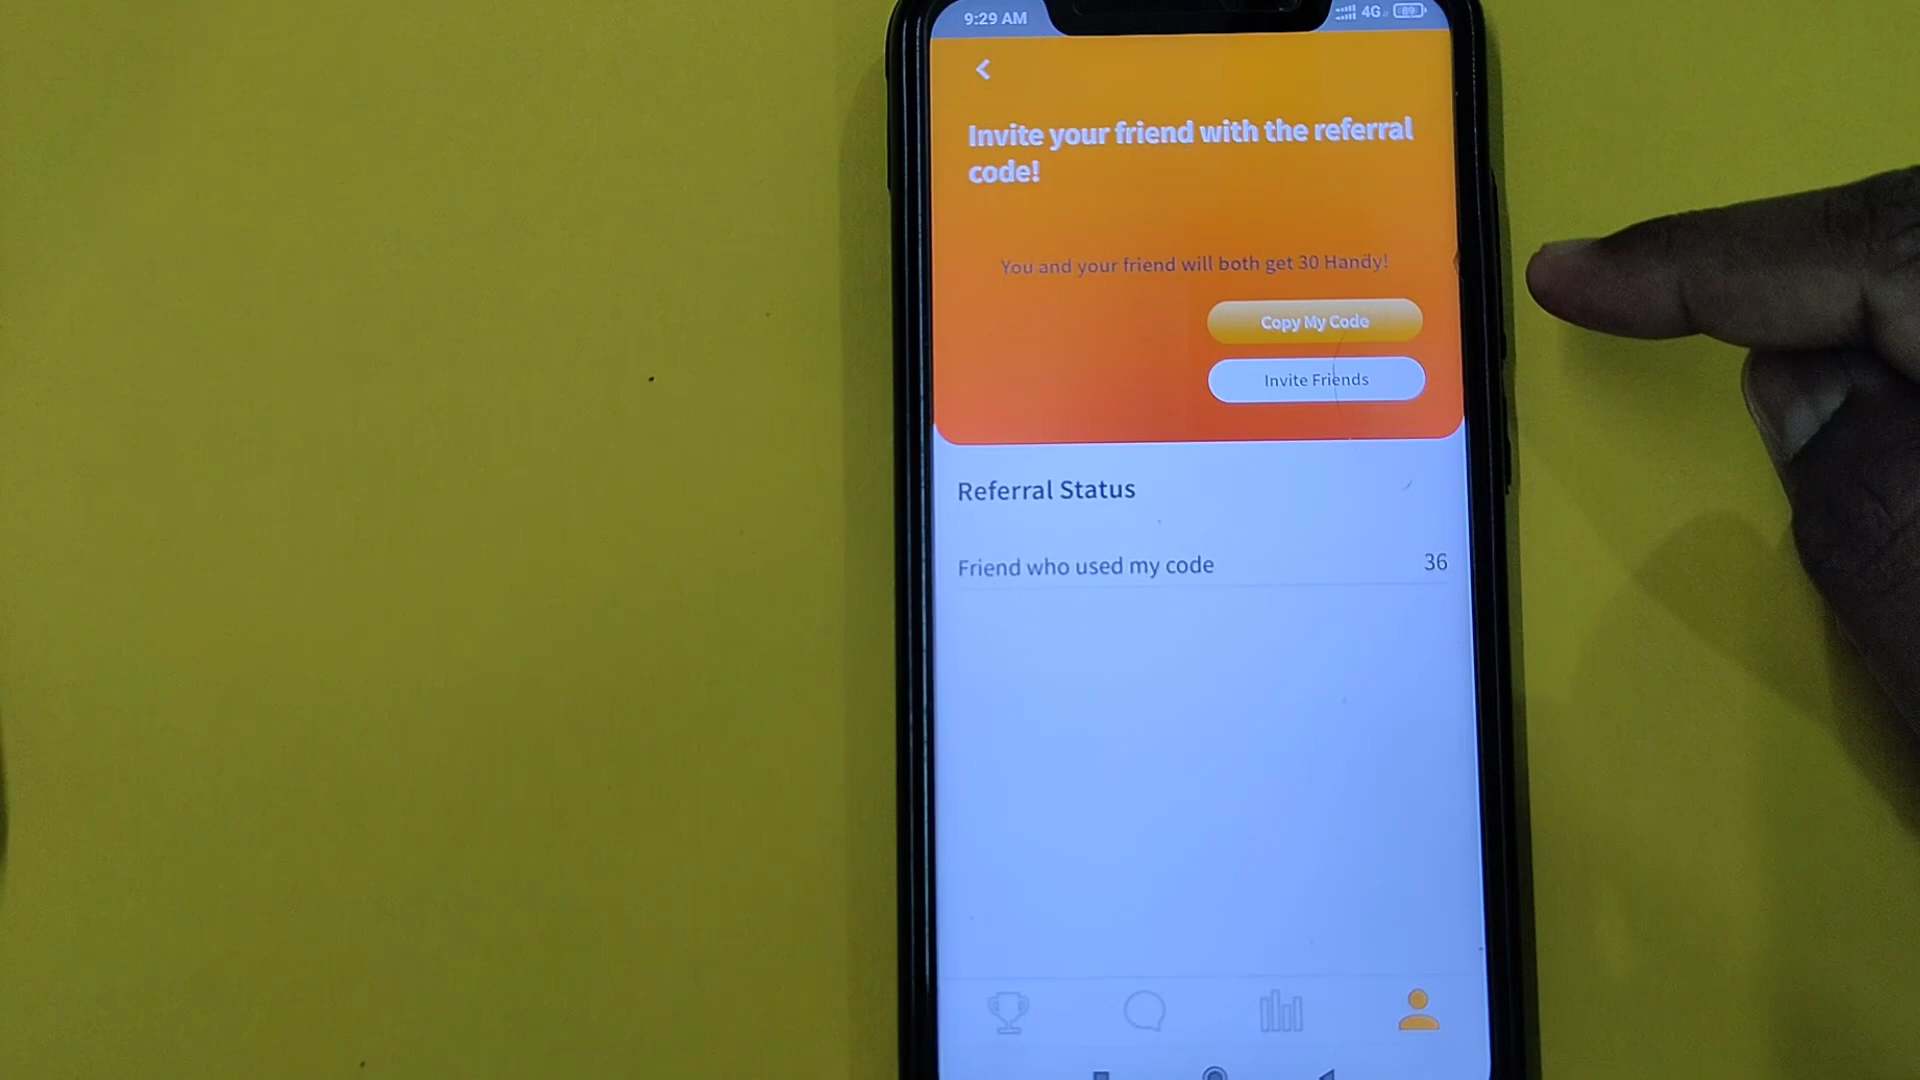 9:29 AM 4G 89
Invite your friend with the referral
code!
You and your friend will both get 30 Handy!
Copy My Code
Invite Friends
Referral Status
Friend who used my code 36